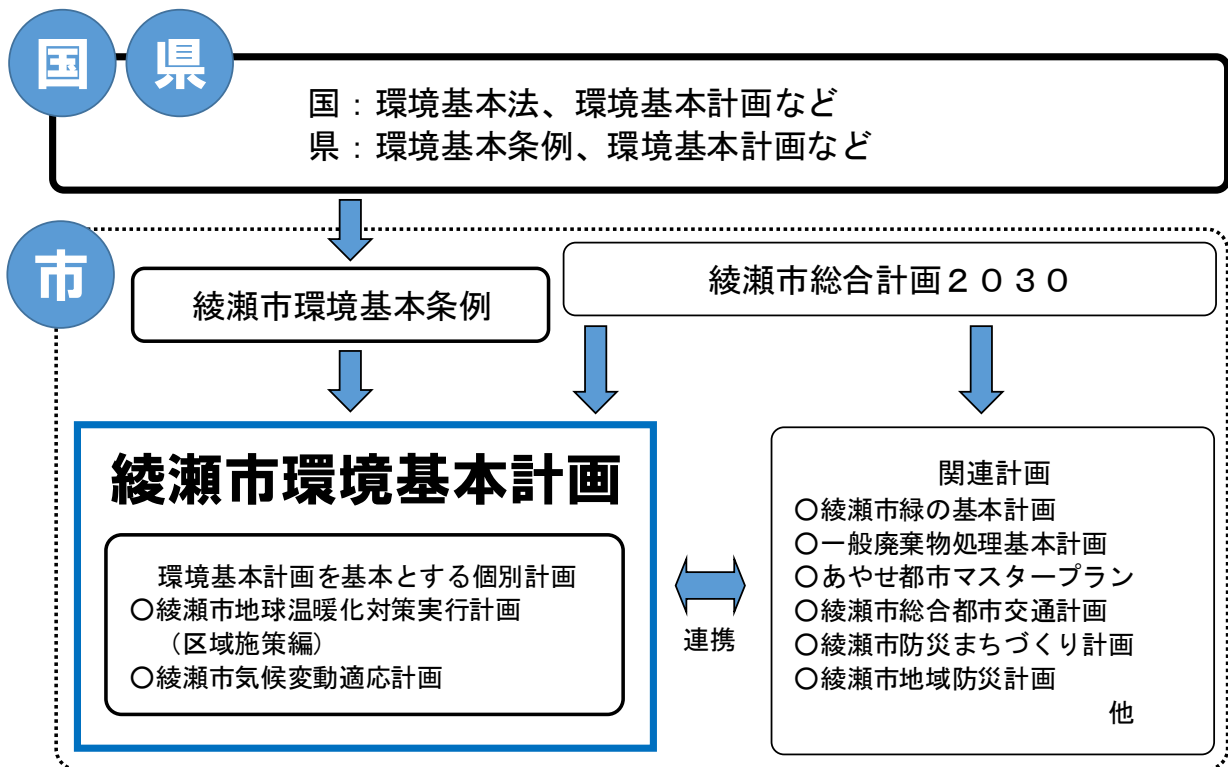 国
県
国：環境基本法、環境基本計画など
県：環境基本条例、環境基本計画など
市
綾瀬市環境基本条例
綾瀬市総合計画２０３０
綾瀬市環境基本計画
環境基本計画を基本とする個別計画
〇綾瀬市地球温暖化対策実行計画
（区域施策編）
〇綾瀬市気候変動適応計画
連携
関連計画
〇綾瀬市緑の基本計画
〇一般廃棄物処理基本計画
〇あやせ都市マスタープラン
〇綾瀬市総合都市交通計画
〇綾瀬市防災まちづくり計画
〇綾瀬市地域防災計画
他